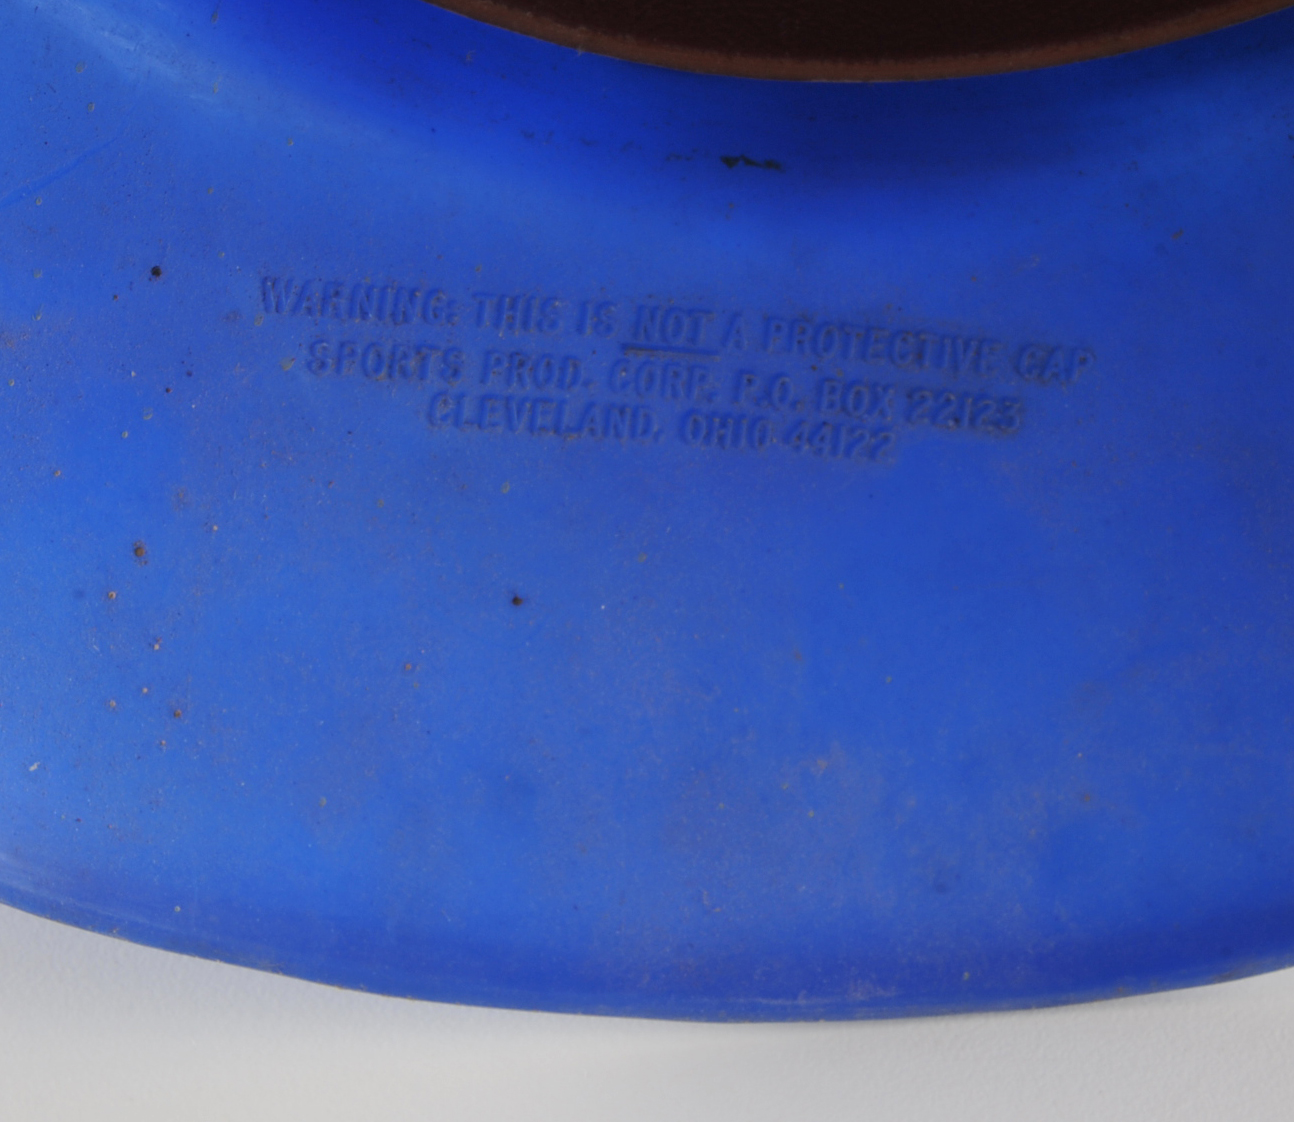 WARNING: THIS IS NOT A PROTECTIVE CAP
SPORTS PROD. CORP. P.O. BOX 22123
CLEVELAND, OHIO 44122